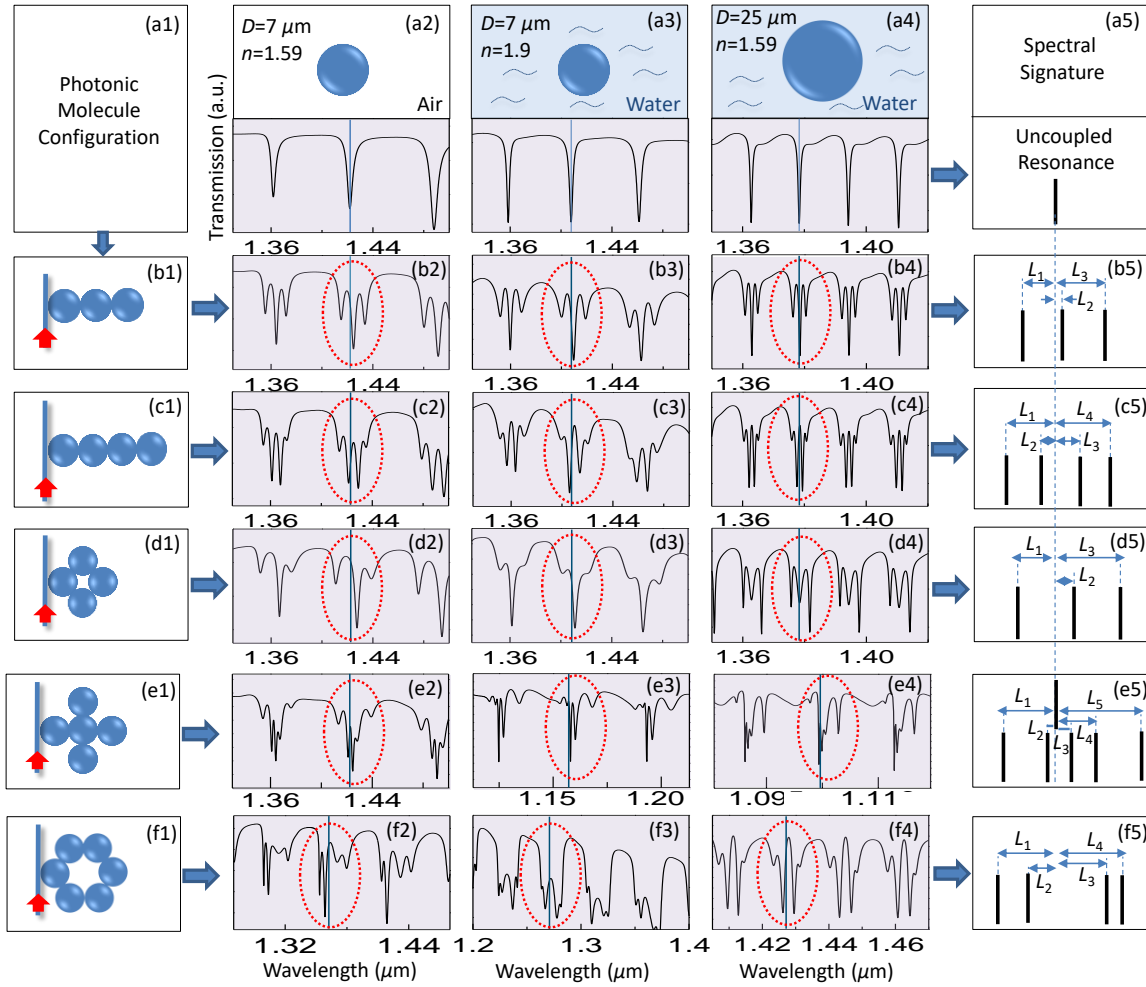 (a1)
Photonic
Molecule
Configuration
Transmission (a.u.)
D=7 μm
n=1.59
(a2)
Air
1.36 1.44
D=7 μm
n=1.9
(a3)
Water
1.36 1.44
D=25 μm
n=1.59
(a4)
Water
1.36 1.40
(a5)
Spectral
Signature
Uncoupled
Resonance
(b1)
(b2)
1.36 1.44
(b3)
1.36 1.44
(b4)
1.36 1.40
(b5)
L1 L3
L2
(c1)
(c2)
1.36 1.44
(c3)
1.36 1.44
(c4)
1.36 1.40
(c5)
L1 L4
L2 L3
(d1)
(d2)
1.36 1.44
(d3)
1.36 1.44
(d4)
1.36 1.40
(d5)
L1 L3
L2
(e1)
(e2)
1.36 1.44
(e3)
1.15 1.20
(e4)
1.09 1.11
(e5)
L1 L5
L2 L3 L4
(f1)
(f2)
1.32 1.44
(f3)
1.2 1.3 1.4
(f4)
1.42 1.44 1.46
(f5)
L1 L4
L2 L3
Wavelength (μm) Wavelength (μm) Wavelength (μm)